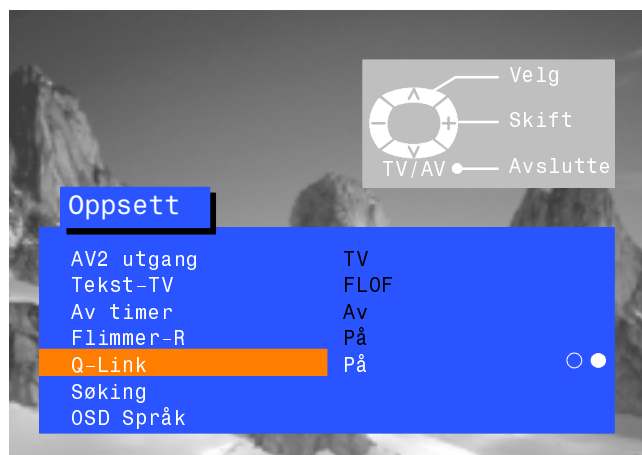 Velg
Skift
TV/AV Avslutte
Oppsett
AV2 utgang TV
Tekst-TV FLOF
Av timer Av
Flimmer-R På
Q-Link På
Søking
OSD Språk